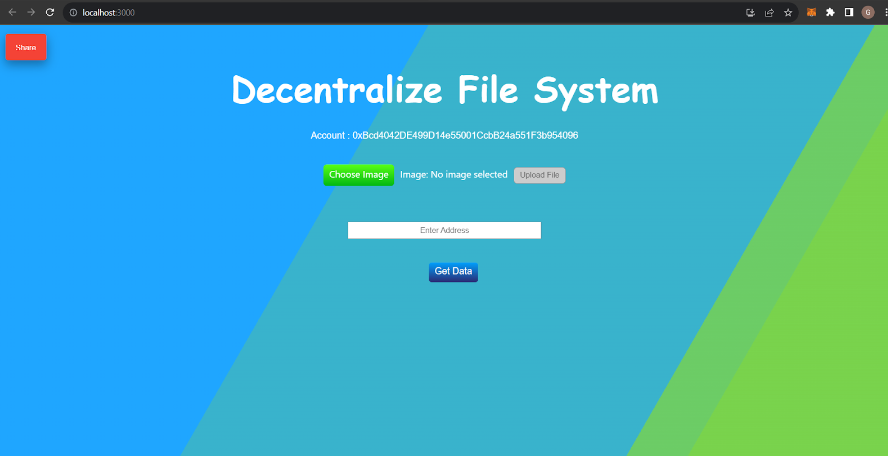 localhost:3000
G
Share
Decentralize File System
Account : 0xBcd4042DE499D14e55001CcbB24a551F3b954096
Choose Image Image: No image selected Upload File
Enter Address
Get Data